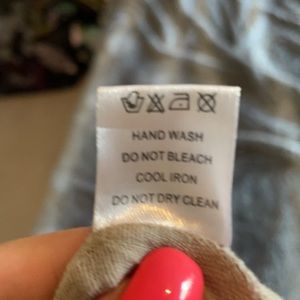 HAND WASH
DO NOT BLEACH
COOL IRON
DO NOT DRY CLEAN